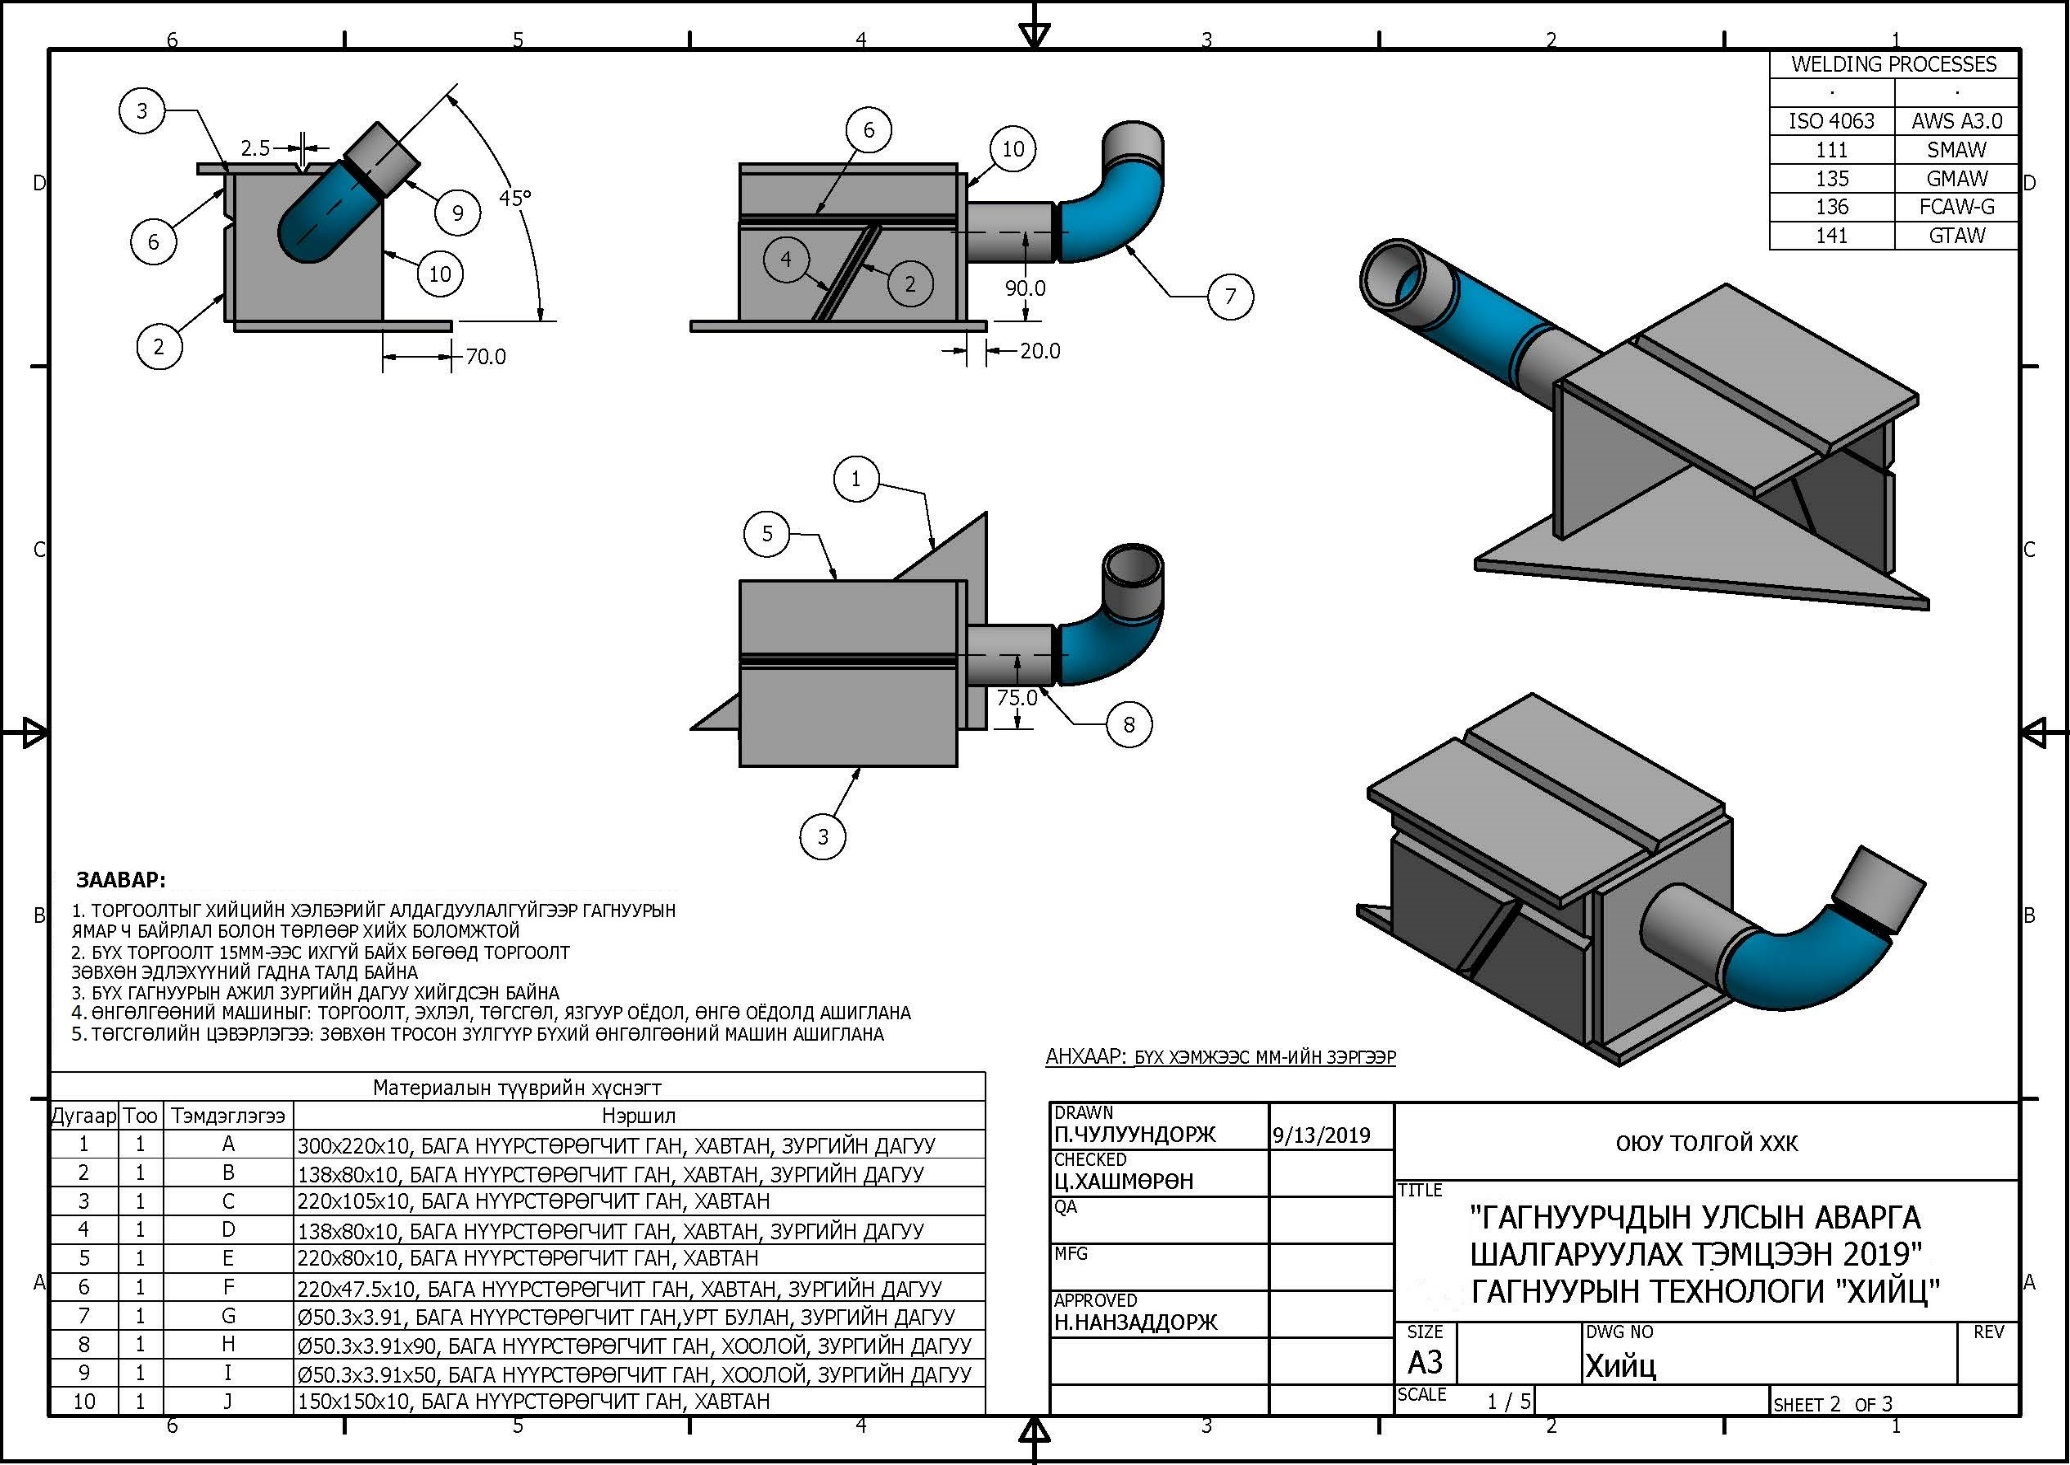 6 5 4 3 2 1
D
C
B
A
WELDING PROCESSES
. .
ISO 4063 AWS A3.0
111 SMAW
135 GMAW
136 FCAW-G
141 GTAW
D
C
B
A
3
2.5
45°
9
6
10
2
70.0
6
10
4
2
90.0
7
20.0
1
5
75.0
8
3
ЗААВАР:
1. ТОРГООЛТЫГ ХИЙЦИЙН ХЭЛБЭРИЙГ АЛДАГДУУЛАЛГҮЙГЭЭР ГАГНУУРЫН
ЯМАР Ч БАЙРЛАЛ БОЛОН ТӨРЛӨӨР ХИЙХ БОЛОМЖТОЙ
2. БҮХ ТОРГООЛТ 15ММ-ЭЭС ИХГҮЙ БАЙХ БӨГӨӨД ТОРГООЛТ
ЗӨВХӨН ЭДЛЭХҮҮНИЙ ГАДНА ТАЛД БАЙНА
3. БҮХ ГАГНУУРЫН АЖИЛ ЗУРГИЙН ДАГУУ ХИЙГДСЭН БАЙНА
4. ӨНГӨЛГӨӨНИЙ МАШИНЫГ: ТОРГООЛТ, ЭХЛЭЛ, ТӨГСГӨЛ, ЯЗГУУР ОЁДОЛ, ӨНГӨ ОЁДОЛД АШИГЛАНА
5. ТӨГСГӨЛИЙН ЦЭВЭРЛЭГЭЭ: ЗӨВХӨН ТРОСОН ЗҮЛГҮҮР БҮХИЙ ӨНГӨЛГӨӨНИЙ МАШИН АШИГЛАНА
АНХААР: БҮХ ХЭМЖЭЭС ММ-ИЙН ЗЭРГЭЭР
Материалын түүврийн хүснэгт
Дугаар Тоо Тэмдэглэгээ Нэршил
1 1 A 300x220x10, БАГА НҮҮРСТӨРӨГЧИТ ГАН, ХАВТАН, ЗУРГИЙН ДАГУУ
2 1 B 138x80x10, БАГА НҮҮРСТӨРӨГЧИТ ГАН, ХАВТАН, ЗУРГИЙН ДАГУУ
3 1 C 220x105x10, БАГА НҮҮРСТӨРӨГЧИТ ГАН, ХАВТАН
4 1 D 138x80x10, БАГА НҮҮРСТӨРӨГЧИТ ГАН, ХАВТАН, ЗУРГИЙН ДАГУУ
5 1 E 220x80x10, БАГА НҮҮРСТӨРӨГЧИТ ГАН, ХАВТАН
6 1 F 220x47.5x10, БАГА НҮҮРСТӨРӨГЧИТ ГАН, ХАВТАН, ЗУРГИЙН ДАГУУ
7 1 G Ø50.3x3.91, БАГА НҮҮРСТӨРӨГЧИТ ГАН,УРТ БУЛАН, ЗУРГИЙН ДАГУУ
8 1 H Ø50.3x3.91x90, БАГА НҮҮРСТӨРӨГЧИТ ГАН, ХООЛОЙ, ЗУРГИЙН ДАГУУ
9 1 I Ø50.3x3.91x50, БАГА НҮҮРСТӨРӨГЧИТ ГАН, ХООЛОЙ, ЗУРГИЙН ДАГУУ
10 1 J 150x150x10, БАГА НҮҮРСТӨРӨГЧИТ ГАН, ХАВТАН
DRAWN
П.ЧУЛУУНДОРЖ 9/13/2019
CHECKED
Ц.ХАШМӨРӨН
QA
MFG
APPROVED
Н.НАНЗАДДОРЖ
ОЮУ ТОЛГОЙ ХХК
TITLE
"ГАГНУУРЧДЫН УЛСЫН АВАРГА
ШАЛГАРУУЛАХ ТЭМЦЭЭН 2019"
ГАГНУУРЫН ТЕХНОЛОГИ "ХИЙЦ"
SIZE
A3
DWG NO
Хийц
REV
SCALE 1 / 5
SHEET 2 OF 3
6 5 4 3 2 1